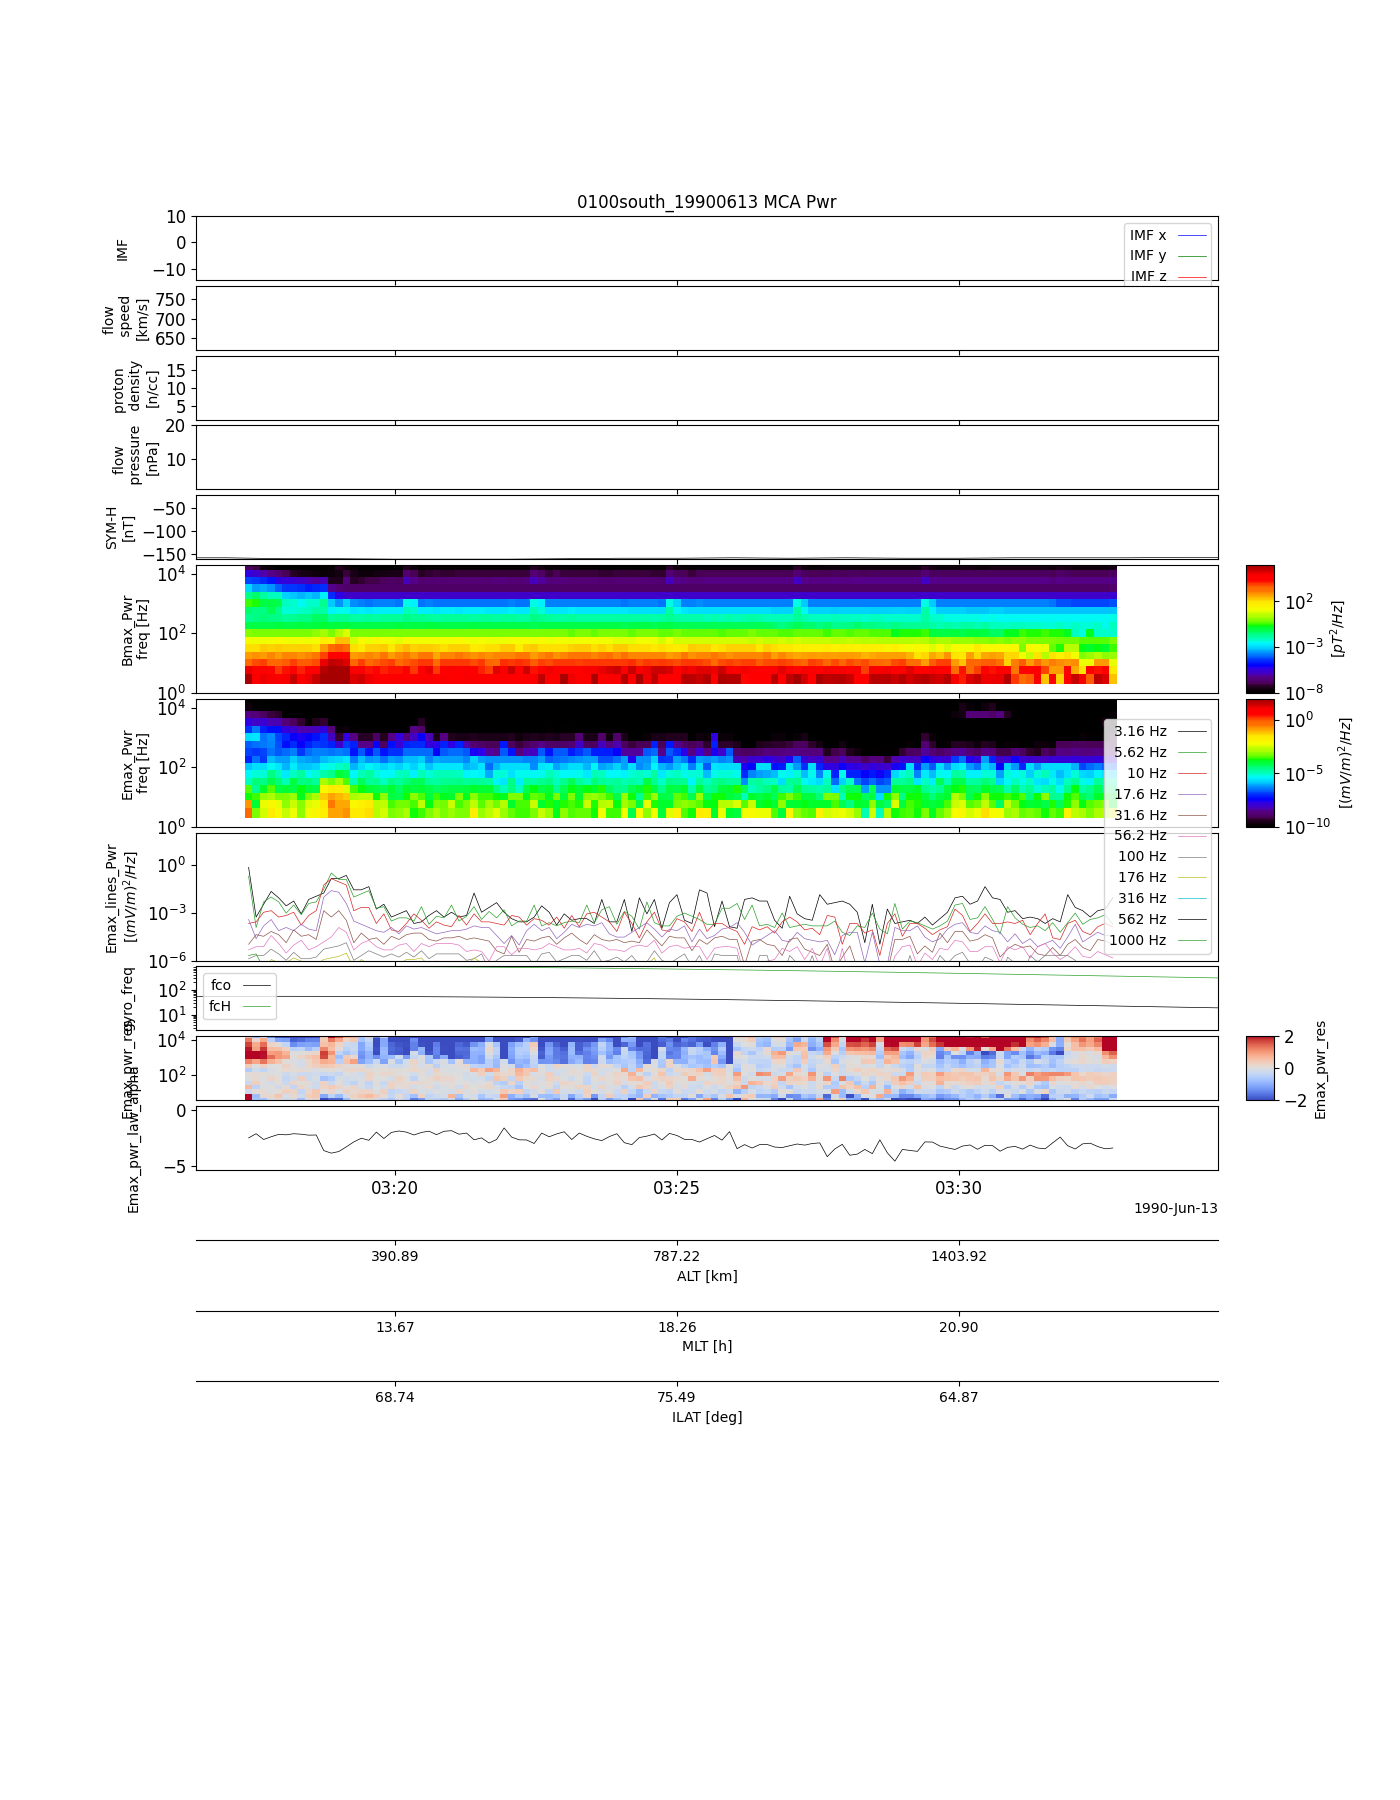 0100south_19900613 MCA Pwr
10
0
−10
IMF
IMF x
IMF y
IMF z
750
700
650
flow
speed
[km/s]
15
10
5
proton
density
[n/cc]
20
10
flow
pressure
[nPa]
−50
−100
−150
SYM-H
[nT]
10^4
10^2
10^0
Bmax_Pwr
freq [Hz]
10^2
10^−3
10^−8
[pT^2/Hz]
10^4
10^2
10^0
Emax_Pwr
freq [Hz]
10^0
10^−5
10^−10
[(mV/m)^2/Hz]
3.16 Hz
5.62 Hz
10 Hz
17.6 Hz
31.6 Hz
56.2 Hz
100 Hz
176 Hz
316 Hz
562 Hz
1000 Hz
10^0
10^−3
10^−6
Emax_lines_Pwr
[(mV/m)^2/Hz]
10^2
10^1
gyro_freq
fco
fcH
10^4
10^2
Emax_pwr_res
2
0
−2
Emax_pwr_res
0
−5
Emax_pwr_law_alpha
03:20
03:25
03:30
1990-Jun-13
390.89
787.22
1403.92
ALT [km]
13.67
18.26
20.90
MLT [h]
68.74
75.49
64.87
ILAT [deg]